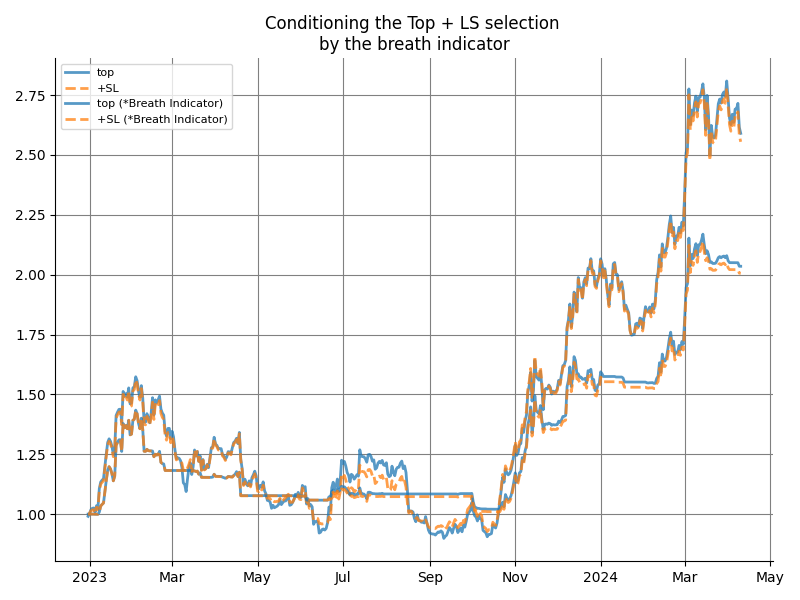 Conditioning the Top + LS selection
by the breath indicator
top
+SL
top (*Breath Indicator)
+SL (*Breath Indicator)
2.75
2.50
2.25
2.00
1.75
1.50
1.25
1.00
2023
Mar
May
Jul
Sep
Nov
2024
Mar
May